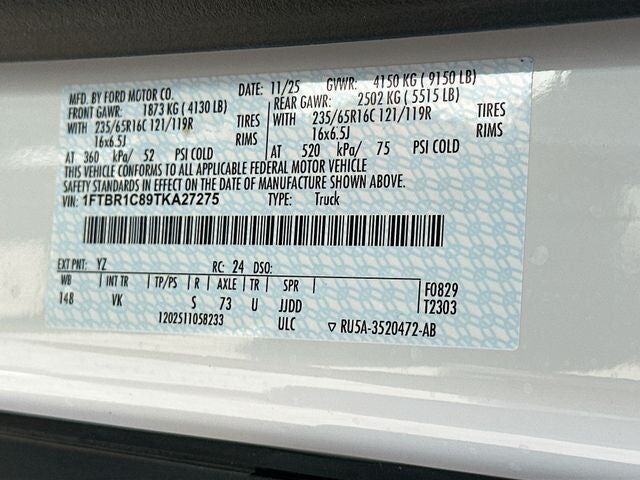 MFD. BY FORD MOTOR CO.
DATE: 11/25 GVWR: 4150 KG ( 9150 LB)
FRONT GAWR: 1873 KG ( 4130 LB)
REAR GAWR: 2502 KG ( 5515 LB)
WITH 235/65R16C 121/119R TIRES
WITH 235/65R16C 121/119R TIRES
16x6.5J RIMS
16x6.5J RIMS
AT 360 kPa/ 52 PSI COLD
AT 520 kPa/ 75 PSI COLD
THIS VEHICLE CONFORMS TO ALL APPLICABLE FEDERAL MOTOR VEHICLE
SAFETY STANDARDS IN EFFECT ON THE DATE OF MANUFACTURE SHOWN ABOVE.
VIN: 1FTBR1C89TKA27275 TYPE: Truck
EXT PNT: YZ RC: 24 DSO:
WB INT TR TP/PS R AXLE TR SPR F0829
148 VK S 73 U JJDD T2303
1202511058233 ULC ▽ RU5A-3520472-AB